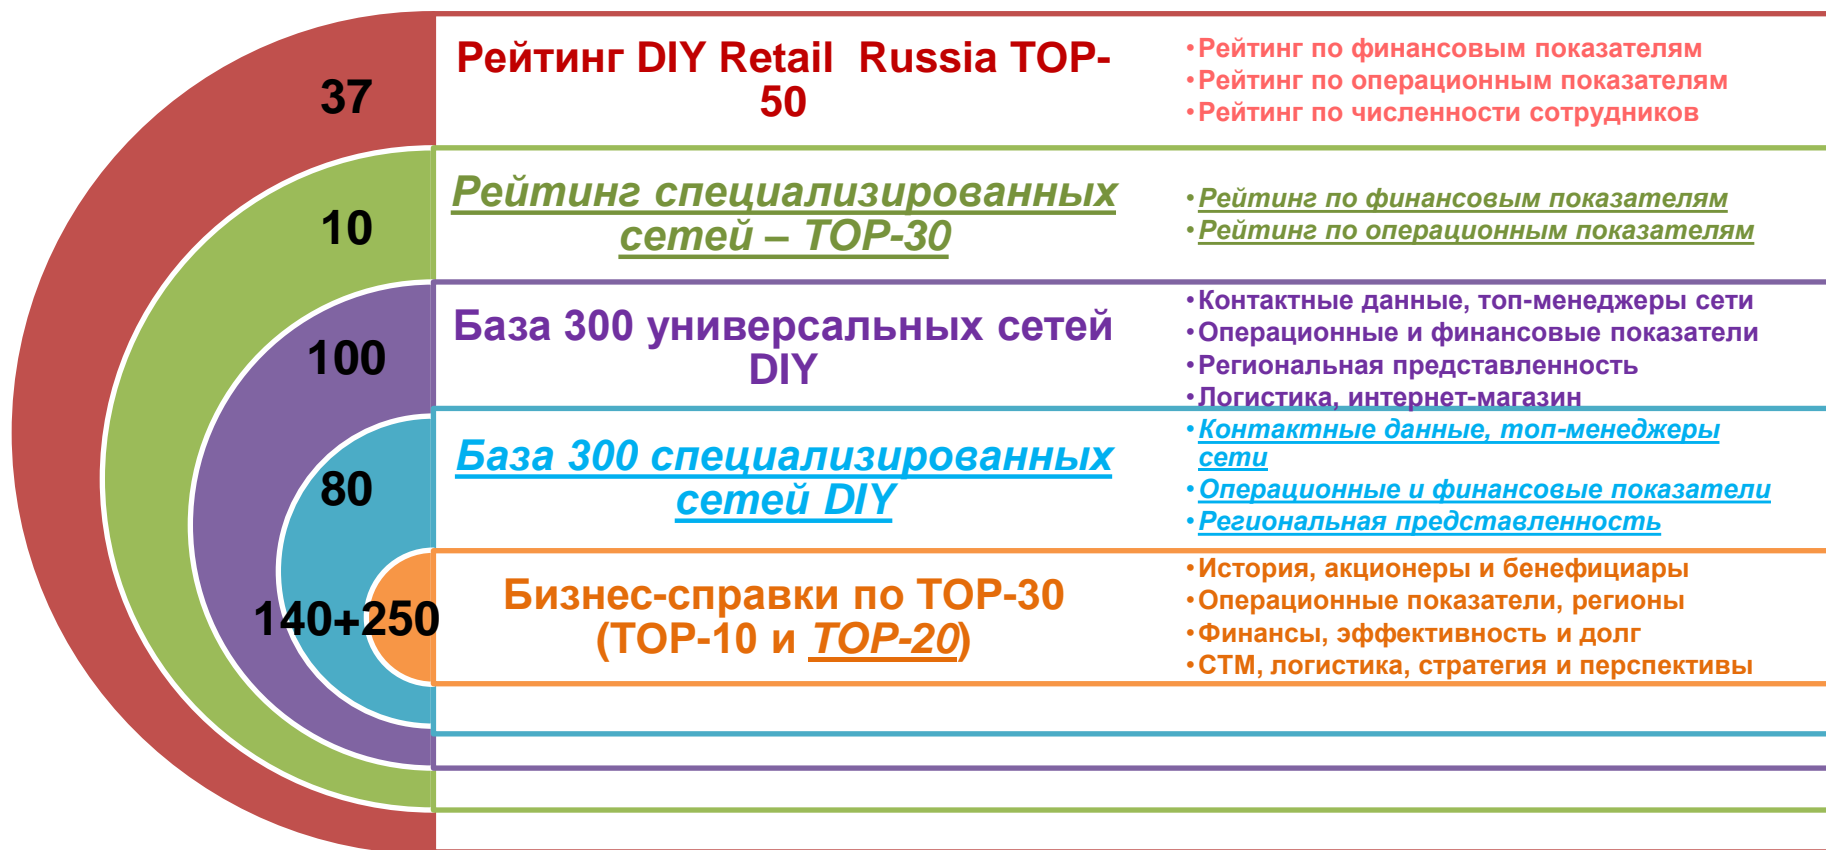 37
Рейтинг DIY Retail Russia TOP-
50
•Рейтинг по финансовым показателям
•Рейтинг по операционным показателям
•Рейтинг по численности сотрудников
10
Рейтинг специализированных
сетей – TOP-30
•Рейтинг по финансовым показателям
•Рейтинг по операционным показателям
100
База 300 универсальных сетей
DIY
•Контактные данные, топ-менеджеры сети
•Операционные и финансовые показатели
•Региональная представленность
•Логистика, интернет-магазин
80
База 300 специализированных
сетей DIY
•Контактные данные, топ-менеджеры
сети
•Операционные и финансовые показатели
•Региональная представленность
140+250
Бизнес-справки по TOP-30
(TOP-10 и TOP-20)
•История, акционеры и бенефициары
•Операционные показатели, регионы
•Финансы, эффективность и долг
•СТМ, логистика, стратегия и перспективы